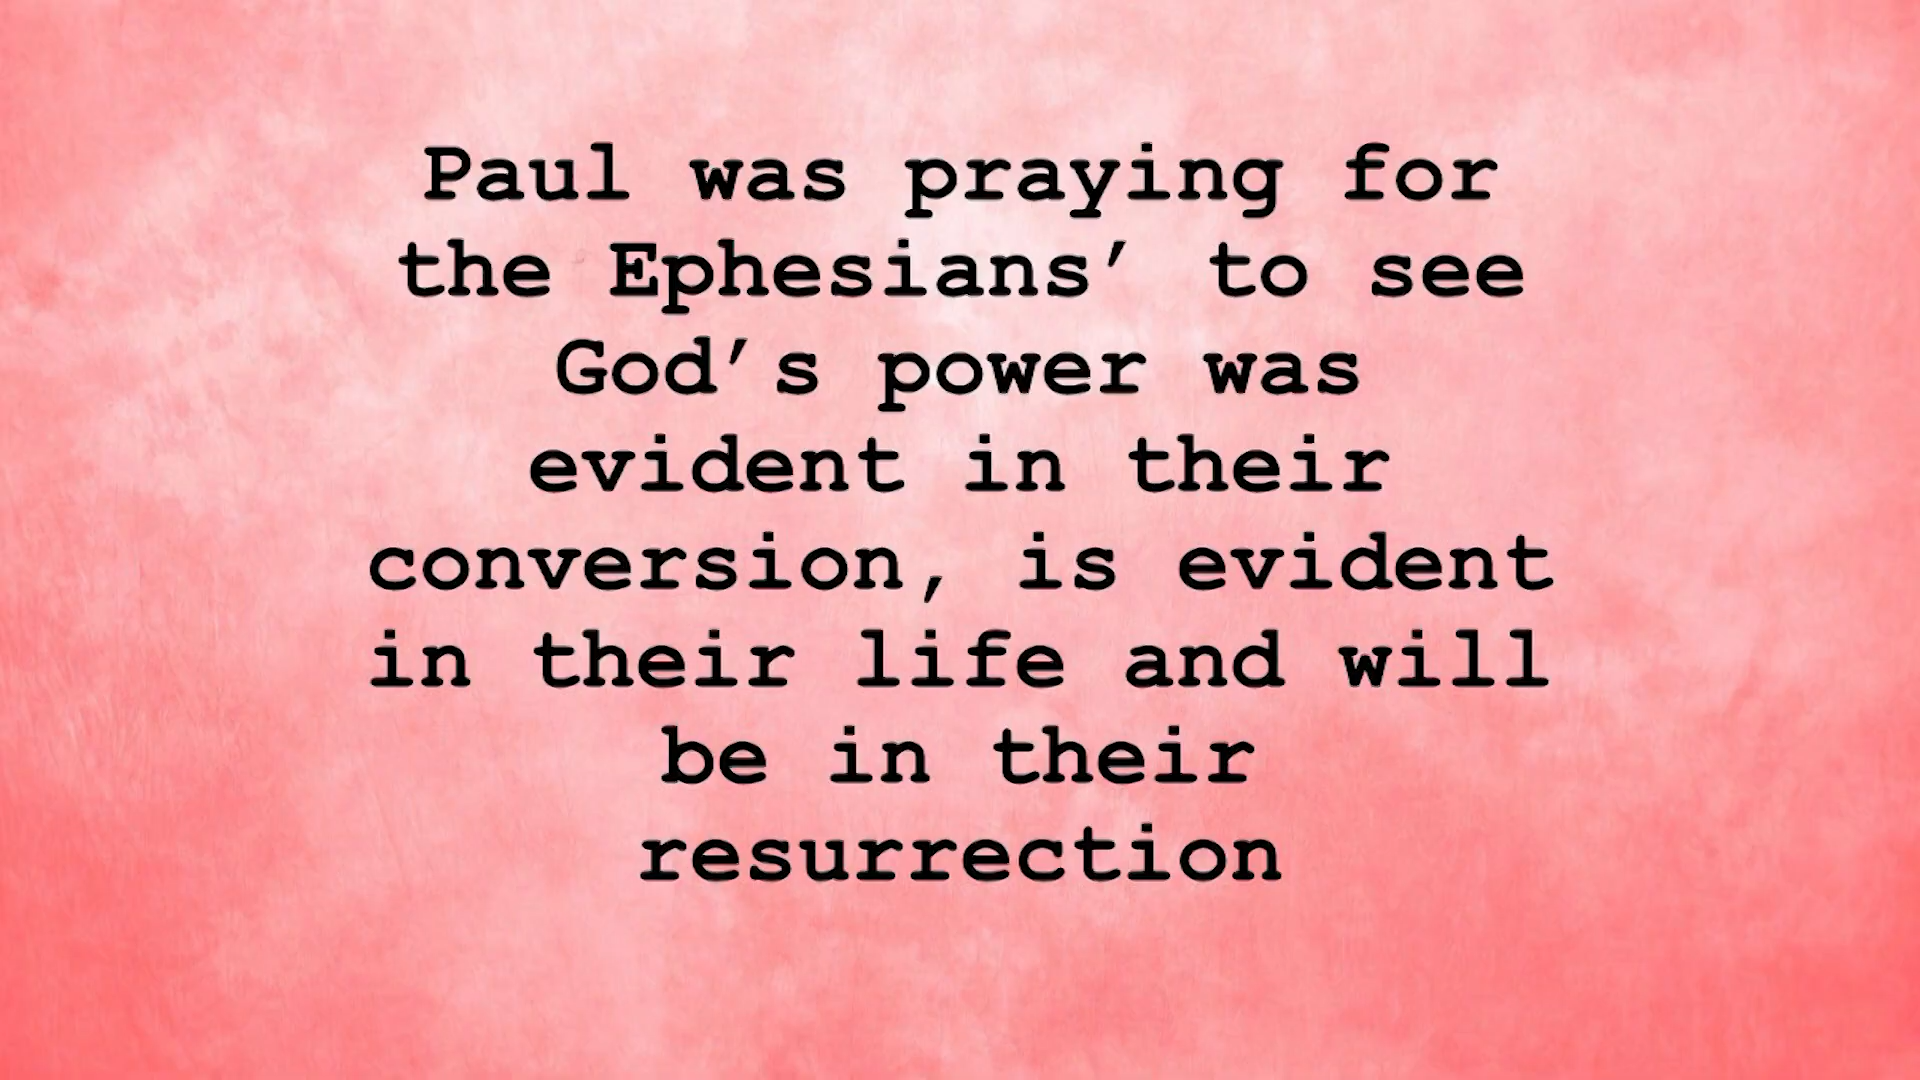 Paul was praying for
the Ephesians’ to see
God’s power was
evident in their
conversion, is evident
in their life and will
be in their
resurrection